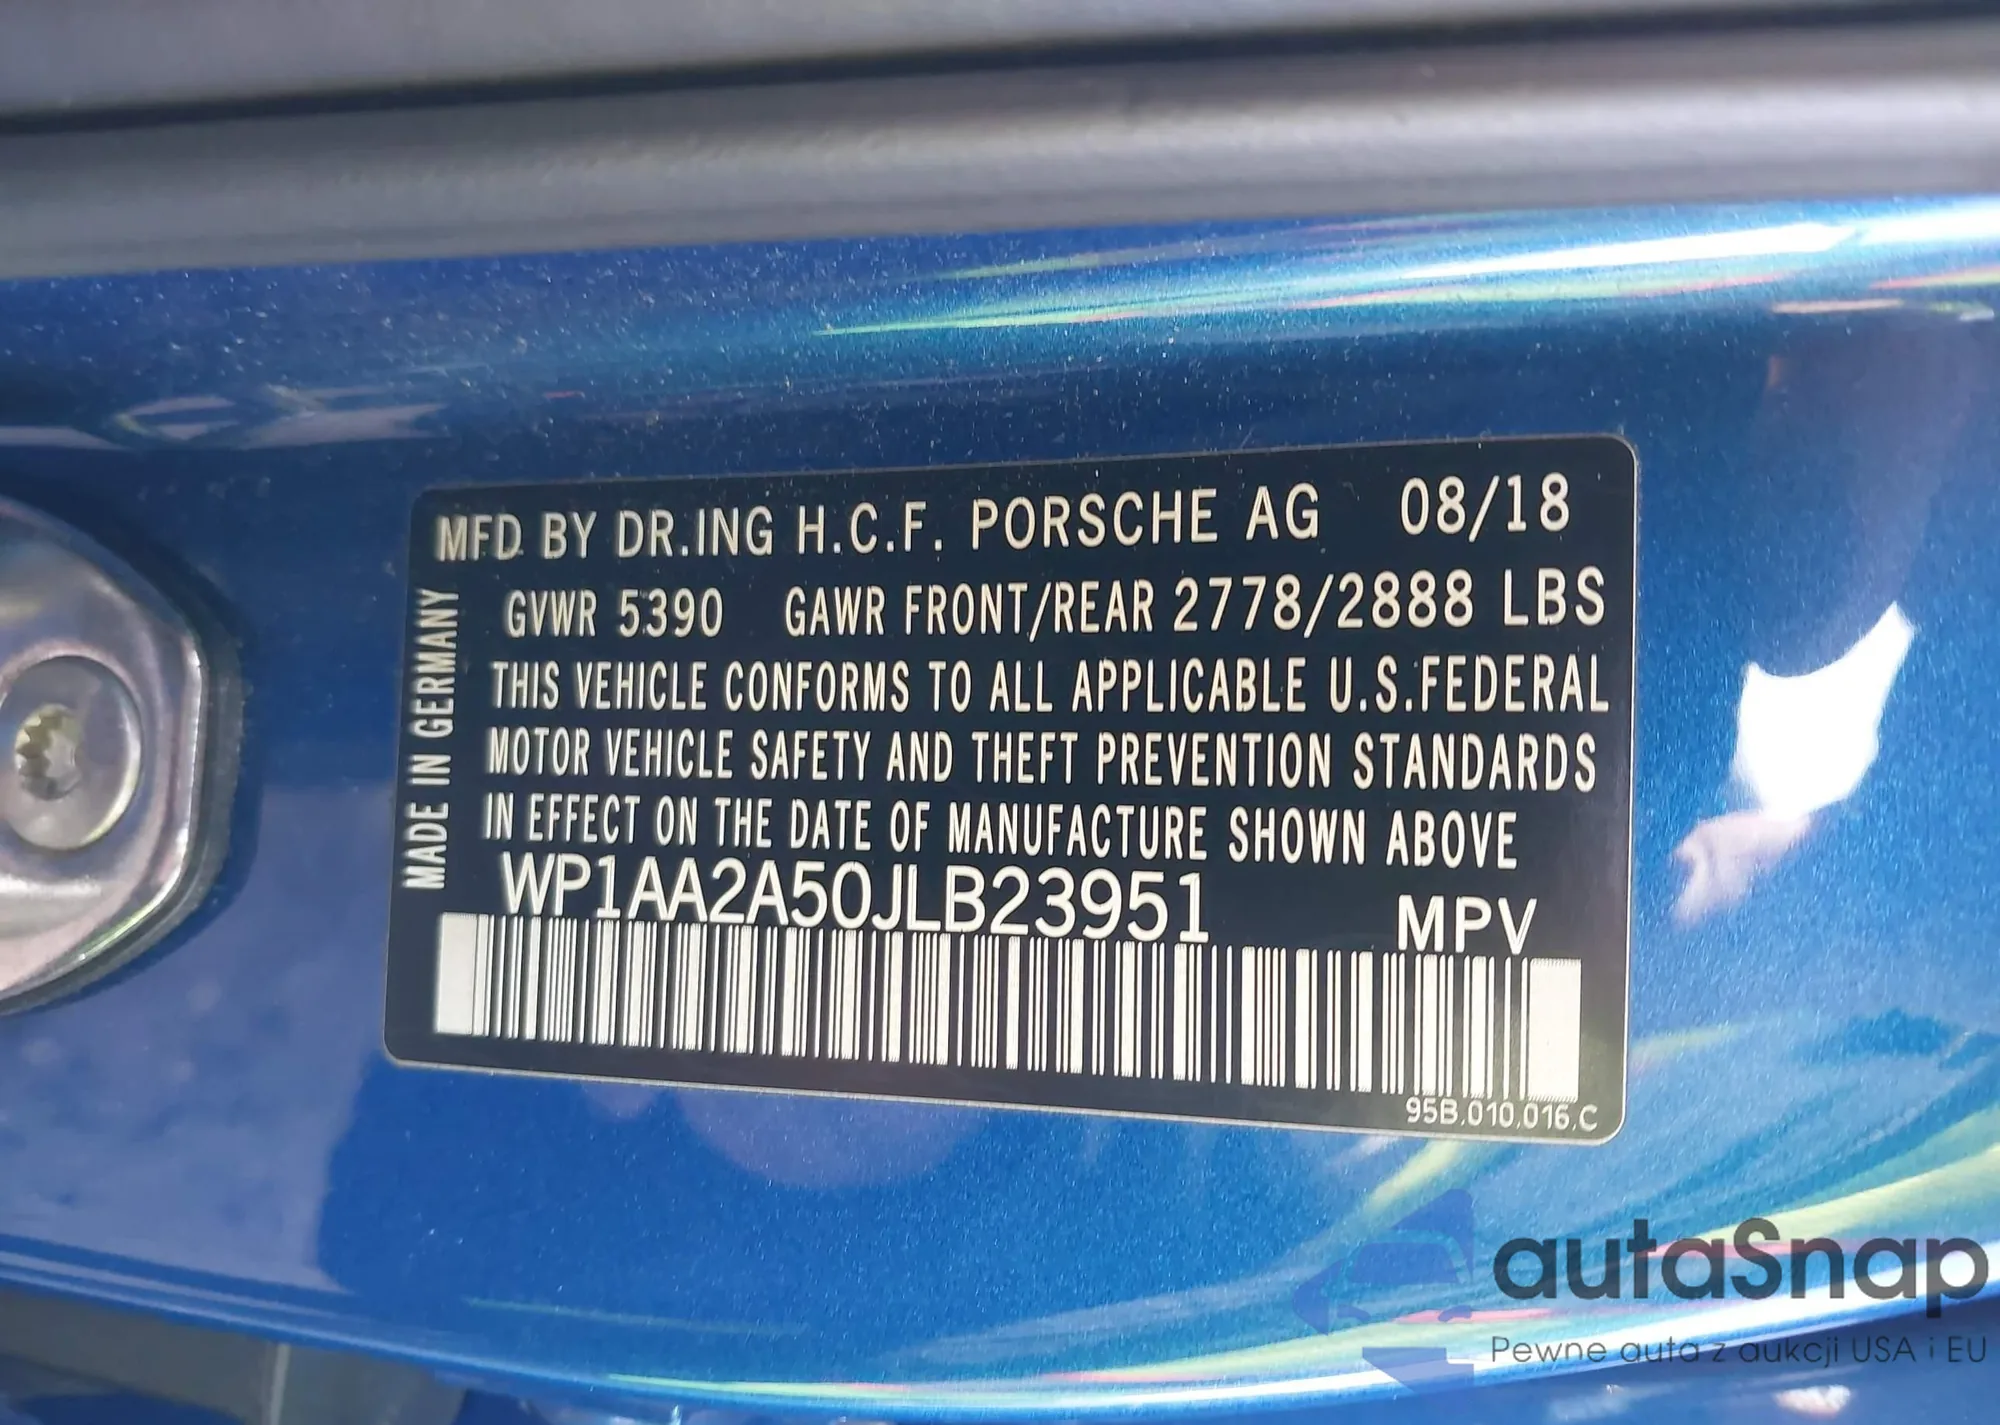 MFD BY DR.ING H.C.F. PORSCHE AG 08/18
GVWR 5390 GAWR FRONT/REAR 2778/2888 LBS
THIS VEHICLE CONFORMS TO ALL APPLICABLE U.S.FEDERAL
MOTOR VEHICLE SAFETY AND THEFT PREVENTION STANDARDS
IN EFFECT ON THE DATE OF MANUFACTURE SHOWN ABOVE
WP1AA2A50JLB23951 MPV
95B.010.016.C
MADE IN GERMANY
autaSnap
Pewne auta z aukcji USA i EU